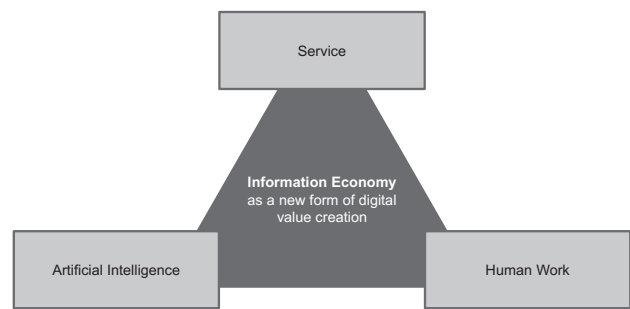 Service
Information Economy
as a new form of digital
value creation
Artificial Intelligence
Human Work